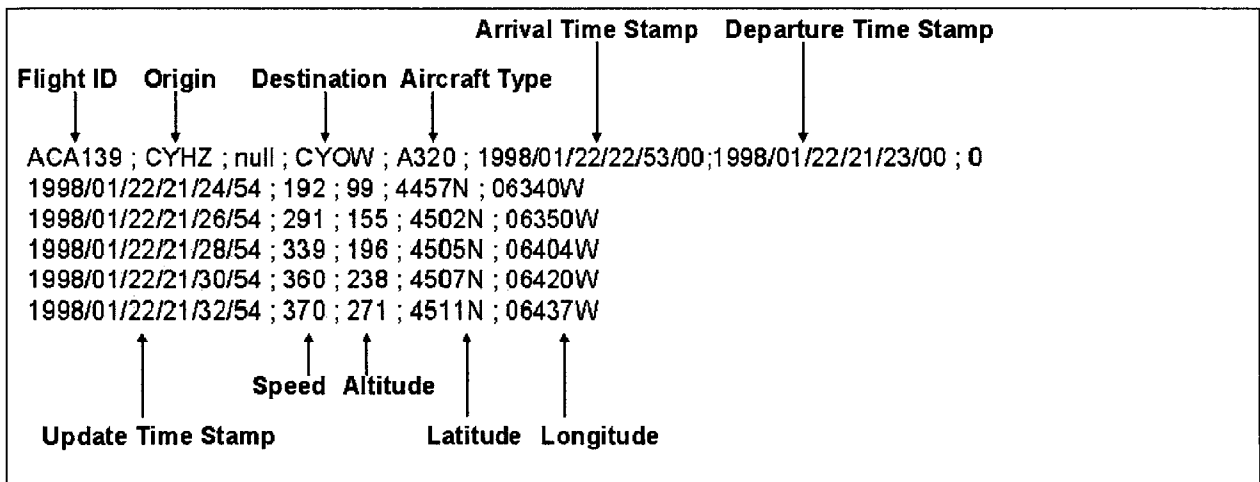 Arrival Time Stamp Departure Time Stamp
Flight ID Origin Destination Aircraft Type
ACA139 ; CYHZ ; null ; CYOW ; A320 ; 1998/01/22/22/53/00;1998/01/22/21/23/00 ; 0
1998/01/22/21/24/54 ; 192 ; 99 ; 4457N ; 06340W
1998/01/22/21/26/54 ; 291 ; 155 ; 4502N ; 06350W
1998/01/22/21/28/54 ; 339 ; 196 ; 4505N ; 06404W
1998/01/22/21/30/54 ; 360 ; 238 ; 4507N ; 06420W
1998/01/22/21/32/54 ; 370 ; 271 ; 4511N ; 06437W
Speed Altitude
Update Time Stamp Latitude Longitude